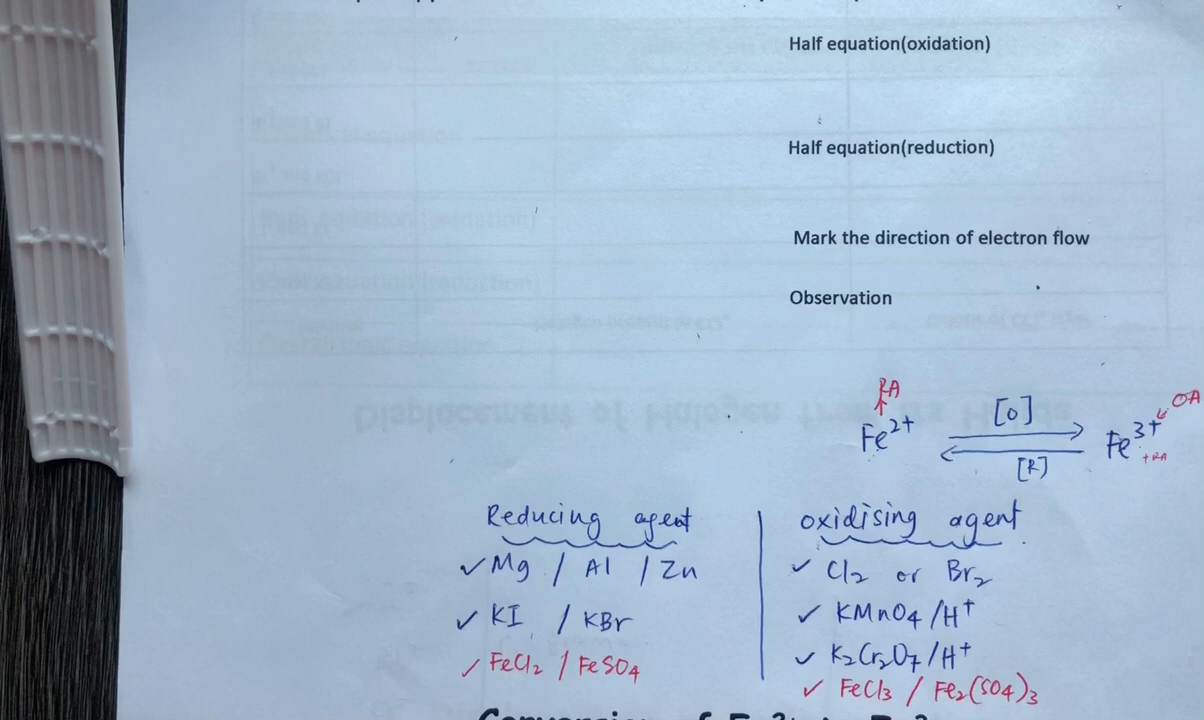 Half equation(oxidation)
Half equation(reduction)
Mark the direction of electron flow
Observation
RA
OA
Fe²⁺ [O] Fe³⁺
[R] +RA
Reducing agent
oxidising agent
✓ Mg / Al / Zn
✓ Cl₂ or Br₂
✓ KI / KBr
✓ KMnO₄/H⁺
✓ K₂Cr₂O₇/H⁺
✓ FeCl₂ / FeSO₄
✓ FeCl₃ / Fe₂(SO₄)₃